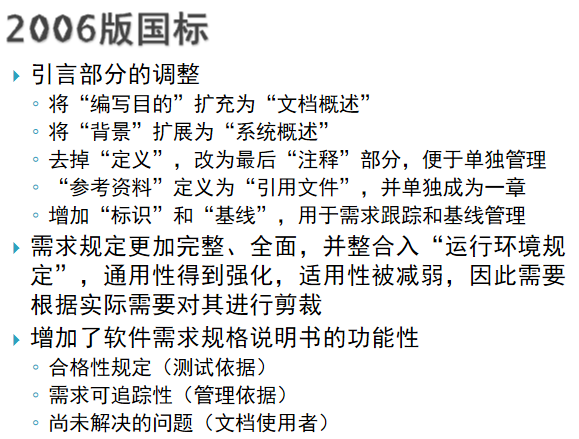 2006版国标
引言部分的调整
将“编写目的”扩充为“文档概述”
将“背景”扩展为“系统概述”
去掉“定义”，改为最后“注释”部分，便于单独管理
“参考资料”定义为“引用文件”，并单独成为一章
增加“标识”和“基线”，用于需求跟踪和基线管理
需求规定更加完整、全面，并整合入“运行环境规
定”，通用性得到强化，适用性被减弱，因此需要
根据实际需要对其进行剪裁
增加了软件需求规格说明书的功能性
合格性规定（测试依据）
需求可追踪性（管理依据）
尚未解决的问题（文档使用者）